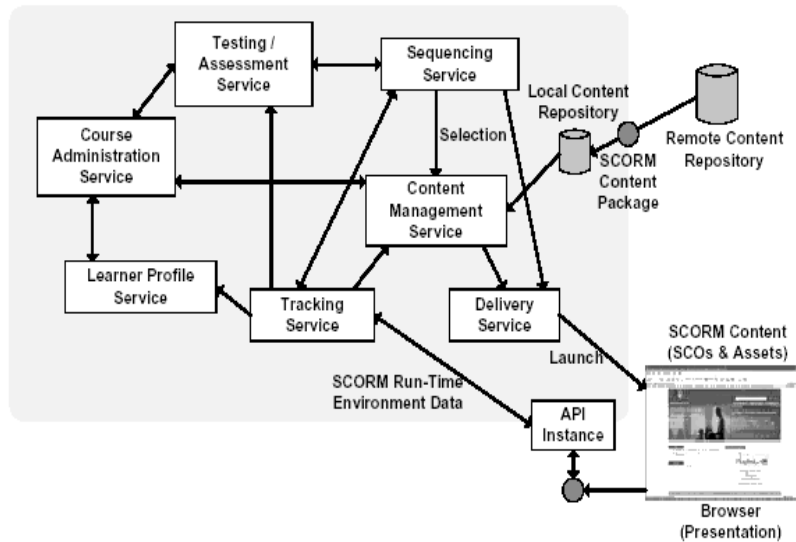 Testing /
Assessment
Service
Sequencing
Service
Local Content
Repository
Remote Content
Repository
Course
Administration
Service
Selection
SCORM
Content
Package
Content
Management
Service
Learner Profile
Service
Tracking
Service
Delivery
Service
SCORM Content
(SCOs & Assets)
Launch
SCORM Run-Time
Environment Data
API
Instance
Browser
(Presentation)